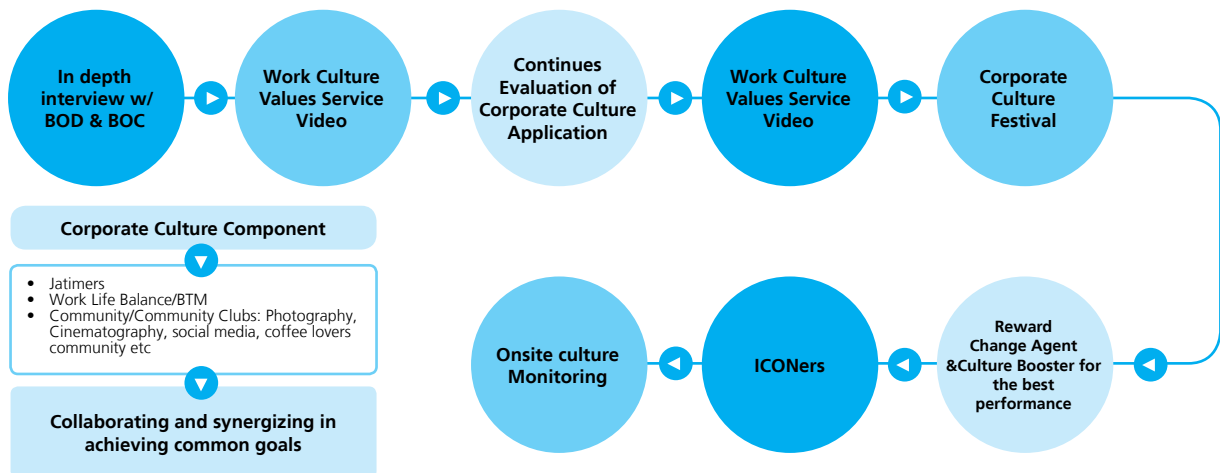 In depth
interview w/
BOD & BOC
Work Culture
Values Service
Video
Continues
Evaluation of
Corporate Culture
Application
Work Culture
Values Service
Video
Corporate
Culture
Festival
Reward
Change Agent
&Culture Booster for
the best
performance
ICONers
Onsite culture
Monitoring
Corporate Culture Component
• Jatimers
• Work Life Balance/BTM
• Community/Community Clubs: Photography,
Cinematography, social media, coffee lovers
community etc
Collaborating and synergizing in
achieving common goals